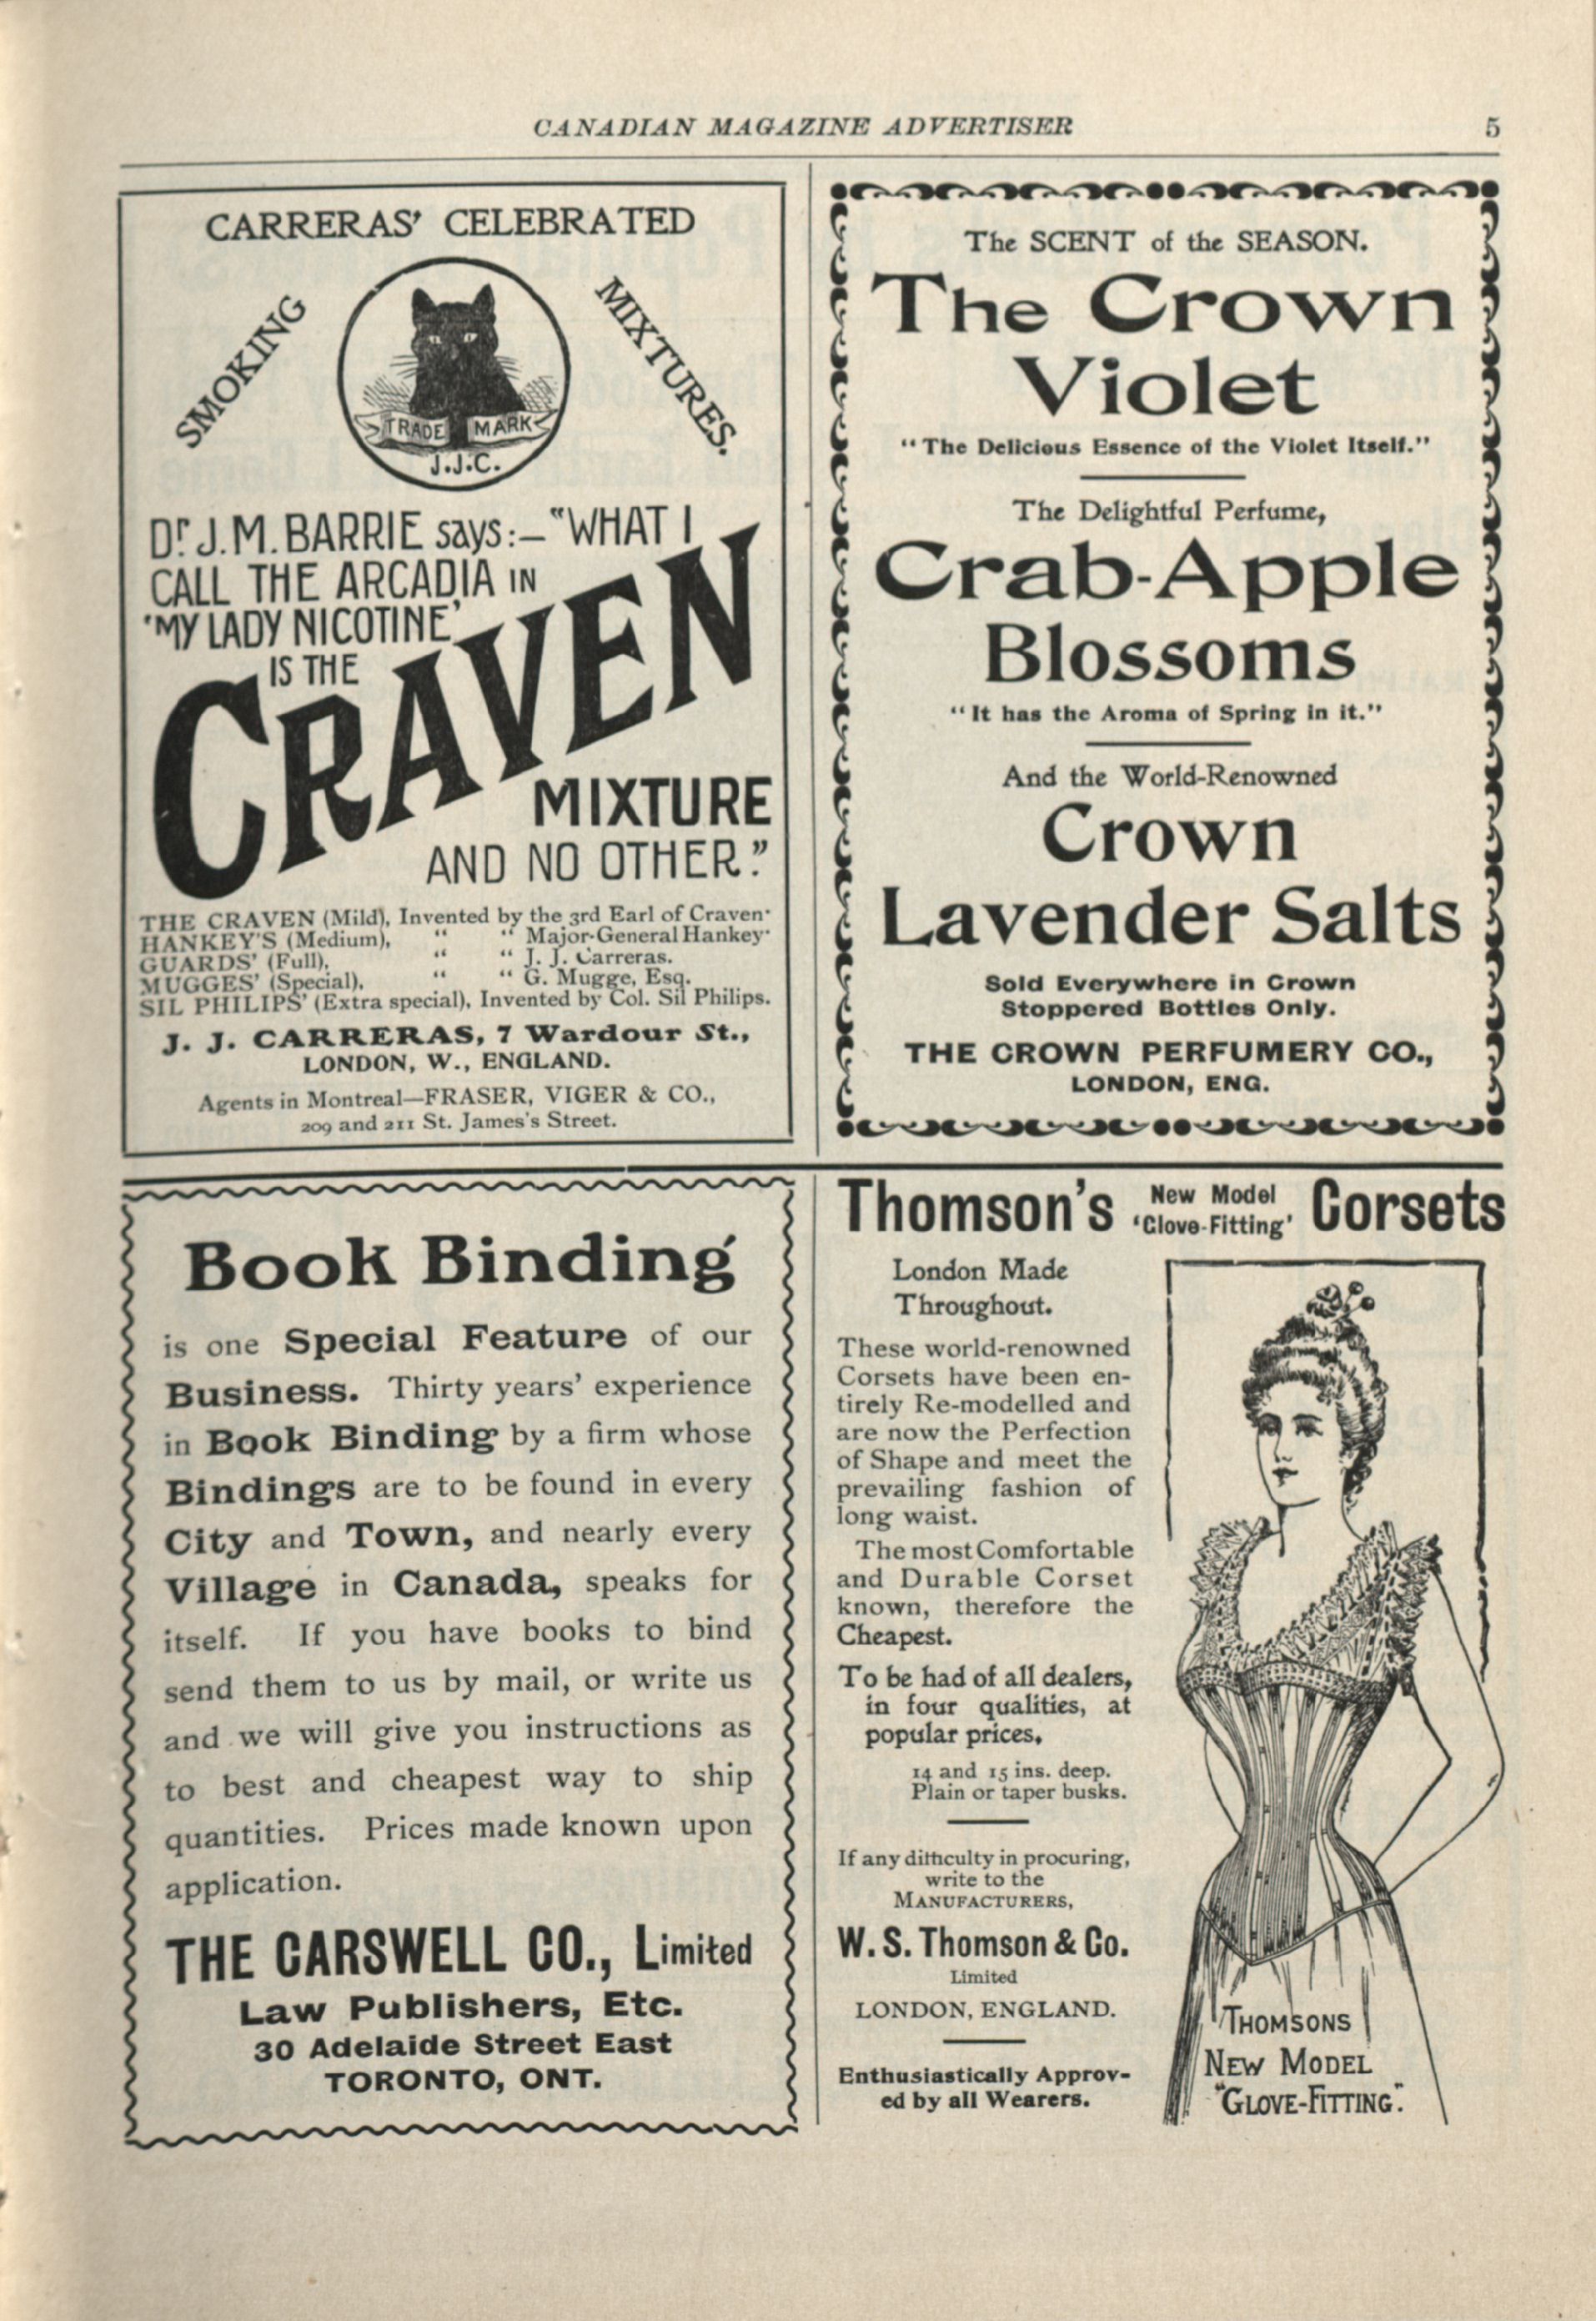 CANADIAN MAGAZINE ADVERTISER 5
CARRERAS' CELEBRATED
SMOKING
MIXTURES.
TRADE MARK
J.J.C.
Dr. J.M. BARRIE says:– "WHAT I
CALL THE ARCADIA IN
'MY LADY NICOTINE'
IS THE
CRAVEN
MIXTURE
AND NO OTHER."
THE CRAVEN (Mild), Invented by the 3rd Earl of Craven.
HANKEY'S (Medium), " " Major-General Hankey.
GUARDS' (Full), " " J. J. Carreras.
MUGGES' (Special), " " G. Mugge, Esq.
SIL PHILIPS' (Extra special), Invented by Col. Sil Philips.
J. J. CARRERAS, 7 Wardour St.,
LONDON, W., ENGLAND.
Agents in Montreal—FRASER, VIGER & CO.,
209 and 211 St. James's Street.
The SCENT of the SEASON.
The Crown
Violet
"The Delicious Essence of the Violet Itself."
The Delightful Perfume,
Crab-Apple
Blossoms
"It has the Aroma of Spring in it."
And the World-Renowned
Crown
Lavender Salts
Sold Everywhere in Crown
Stoppered Bottles Only.
THE CROWN PERFUMERY CO.,
LONDON, ENG.
Book Binding
is one Special Feature of our
Business. Thirty years' experience
in Book Binding by a firm whose
Bindings are to be found in every
City and Town, and nearly every
Village in Canada, speaks for
itself. If you have books to bind
send them to us by mail, or write us
and we will give you instructions as
to best and cheapest way to ship
quantities. Prices made known upon
application.
THE CARSWELL CO., Limited
Law Publishers, Etc.
30 Adelaide Street East
TORONTO, ONT.
Thomson's New Model 'Glove-Fitting' Corsets
London Made
Throughout.
These world-renowned
Corsets have been en-
tirely Re-modelled and
are now the Perfection
of Shape and meet the
prevailing fashion of
long waist.
The most Comfortable
and Durable Corset
known, therefore the
Cheapest.
To be had of all dealers,
in four qualities, at
popular prices.
14 and 15 ins. deep.
Plain or taper busks.
If any difficulty in procuring,
write to the
MANUFACTURERS,
W. S. Thomson & Co.
Limited
LONDON, ENGLAND.
Enthusiastically Approv-
ed by all Wearers.
THOMSONS
NEW MODEL
"GLOVE-FITTING".